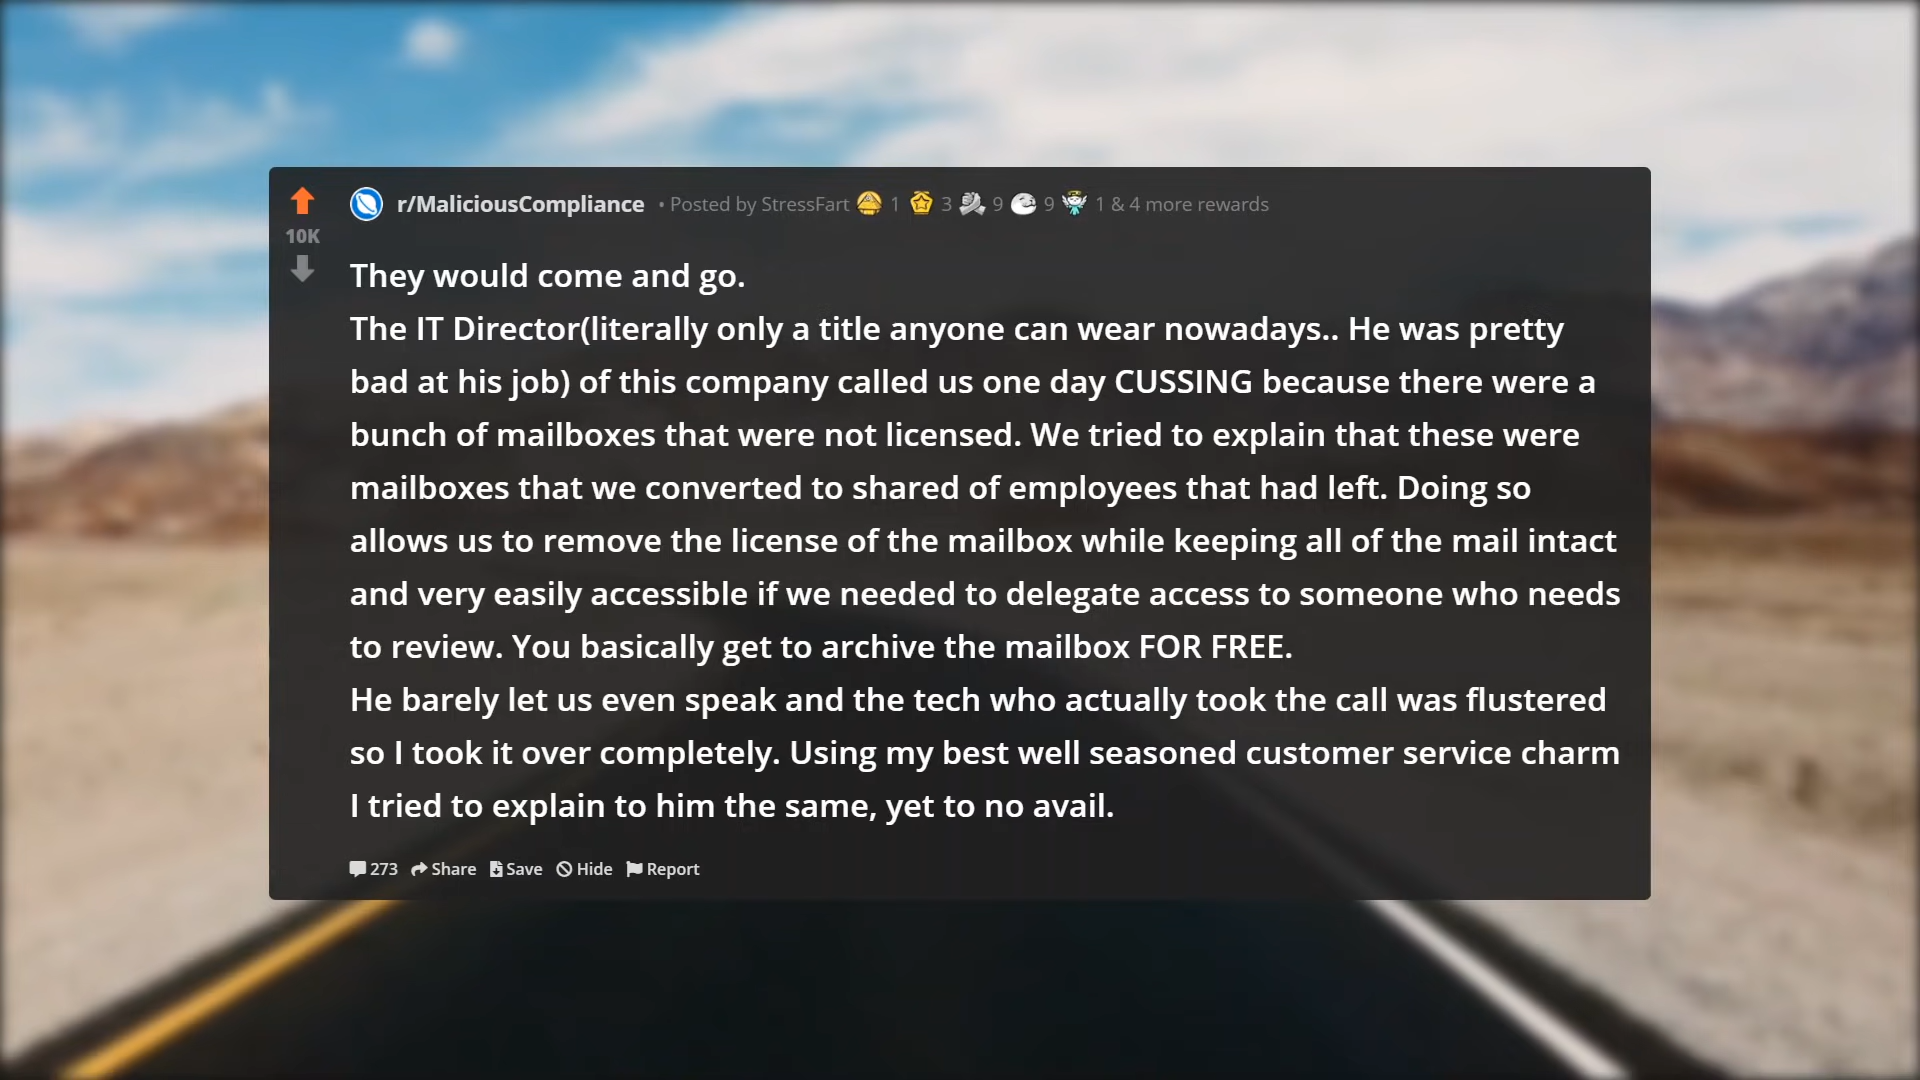 r/MaliciousCompliance • Posted by StressFart 1 3 9 9 1 & 4 more rewards
10K
They would come and go.
The IT Director(literally only a title anyone can wear nowadays.. He was pretty
bad at his job) of this company called us one day CUSSING because there were a
bunch of mailboxes that were not licensed. We tried to explain that these were
mailboxes that we converted to shared of employees that had left. Doing so
allows us to remove the license of the mailbox while keeping all of the mail intact
and very easily accessible if we needed to delegate access to someone who needs
to review. You basically get to archive the mailbox FOR FREE.
He barely let us even speak and the tech who actually took the call was flustered
so I took it over completely. Using my best well seasoned customer service charm
I tried to explain to him the same, yet to no avail.
273 Share Save Hide Report